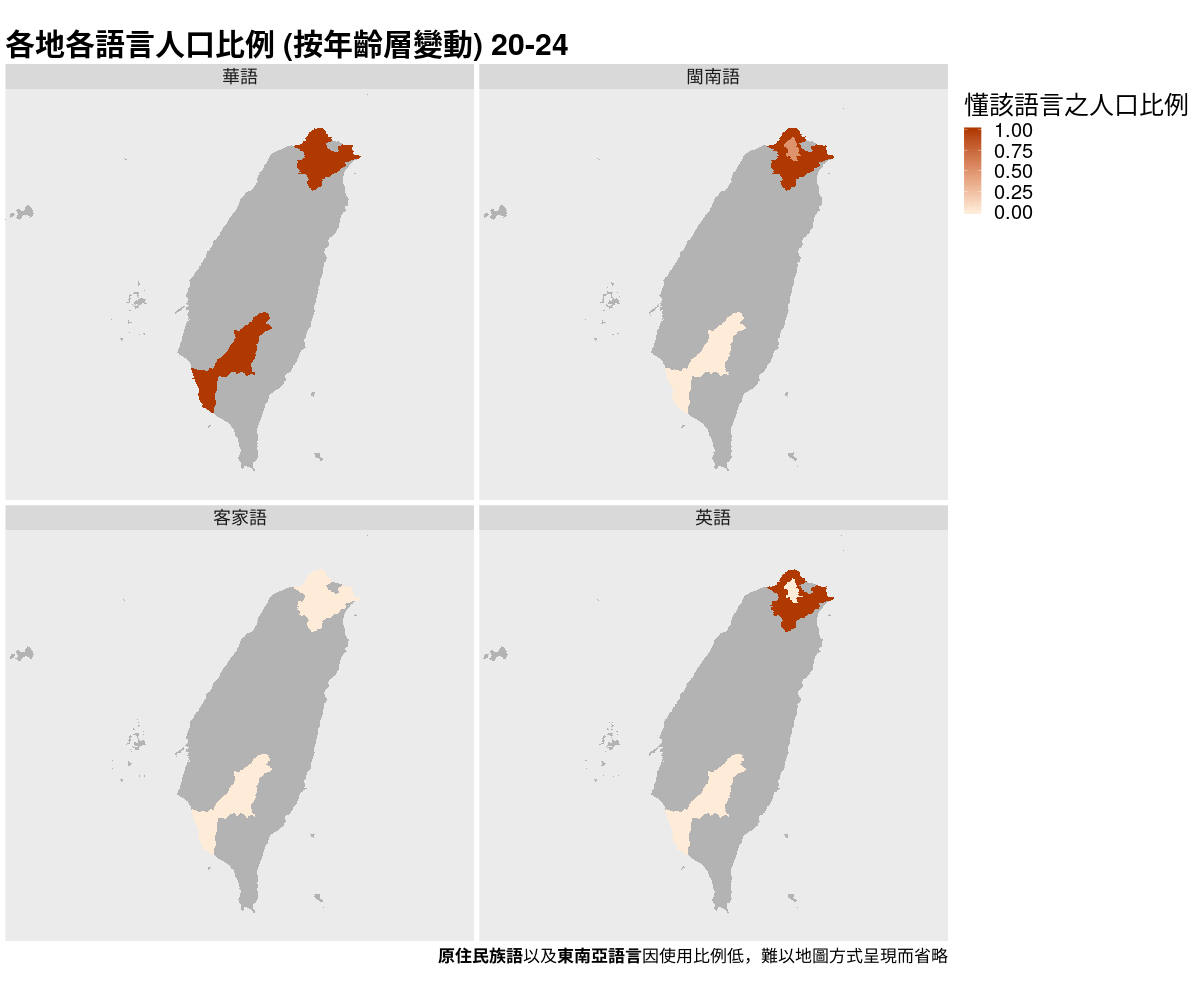 各地各語言人口比例 (按年齡層變動) 20-24
華語
閩南語
懂該語言之人口比例
1.00
0.75
0.50
0.25
0.00
客家語
英語
原住民族語以及東南亞語言因使用比例低，難以地圖方式呈現而省略